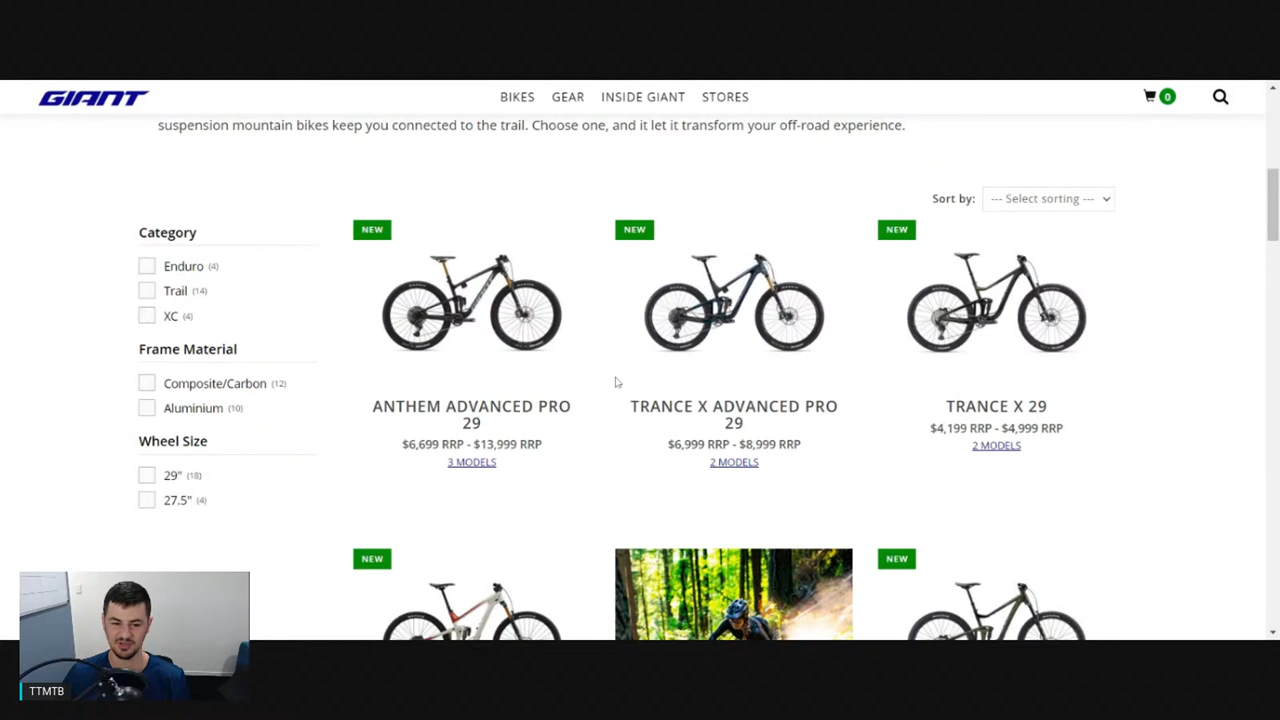 GIANT
BIKES GEAR INSIDE GIANT STORES
0
suspension mountain bikes keep you connected to the trail. Choose one, and it let it transform your off-road experience.
Sort by: --- Select sorting ---
Category
Enduro (4)
Trail (14)
XC (4)
Frame Material
Composite/Carbon (12)
Aluminium (10)
Wheel Size
29" (18)
27.5" (4)
NEW
ANTHEM ADVANCED PRO
29
$6,699 RRP - $13,999 RRP
3 MODELS
NEW
TRANCE X ADVANCED PRO
29
$6,999 RRP - $8,999 RRP
2 MODELS
NEW
TRANCE X 29
$4,199 RRP - $4,999 RRP
2 MODELS
NEW
NEW
TTMTB